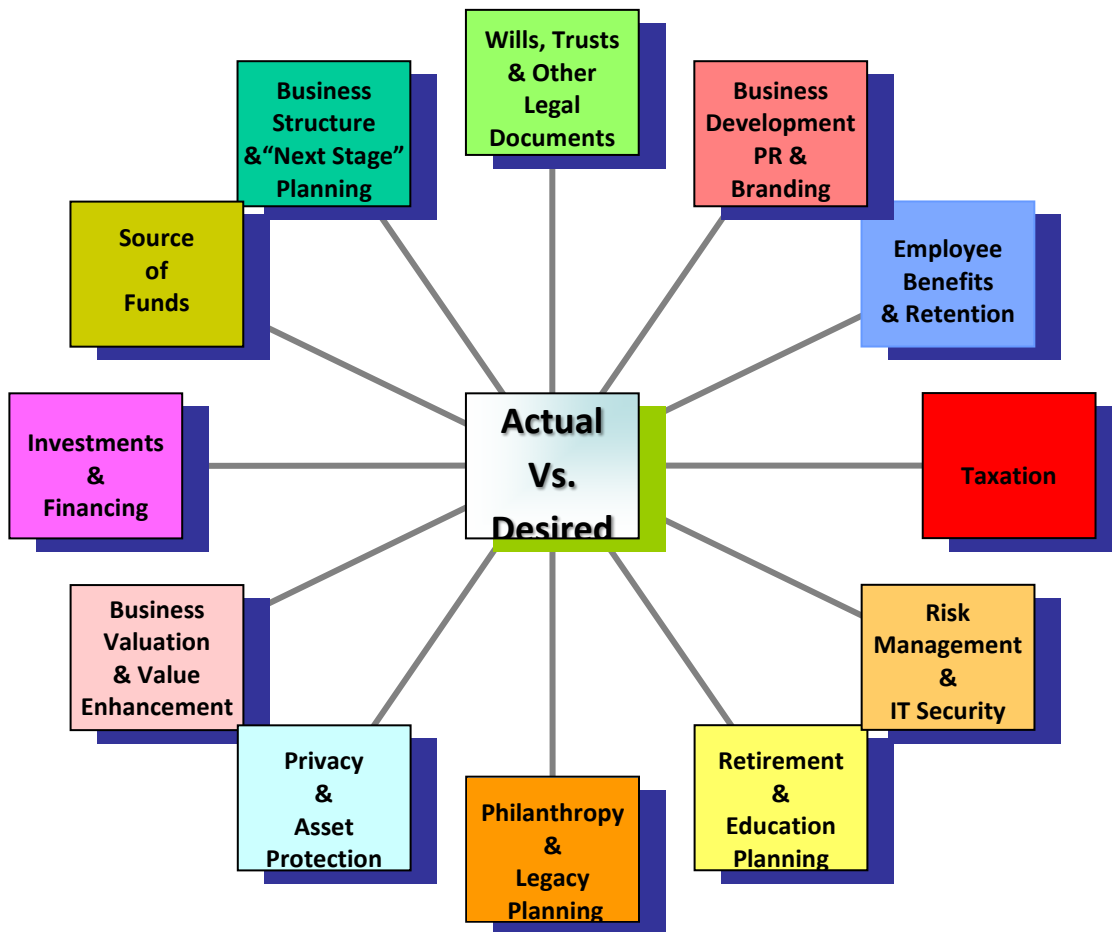 Wills, Trusts
& Other
Legal
Documents
Business
Development
PR &
Branding
Employee
Benefits
& Retention
Taxation
Risk
Management
&
IT Security
Retirement
&
Education
Planning
Philanthropy
&
Legacy
Planning
Privacy
&
Asset
Protection
Business
Valuation
& Value
Enhancement
Investments
&
Financing
Source
of
Funds
Business
Structure
&“Next Stage”
Planning
Actual
Vs.
Desired